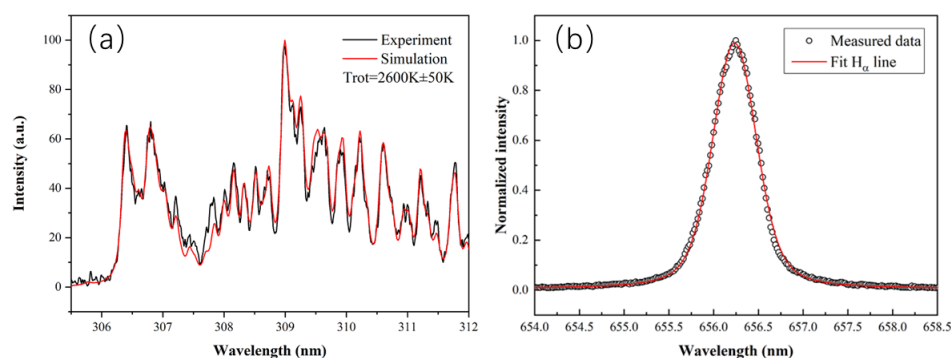 (a)
Experiment
Simulation
Trot=2600K±50K
Intensity (a.u.)
100
80
60
40
20
0
306 307 308 309 310 311 312
Wavelength (nm)
(b)
Measured data
Fit Hα line
Normalized intensity
1.0
0.8
0.6
0.4
0.2
0.0
654.0 654.5 655.0 655.5 656.0 656.5 657.0 657.5 658.0 658.5
Wavelength (nm)